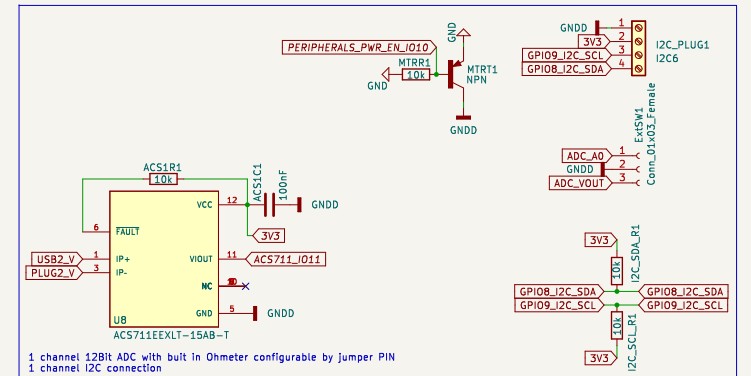 GND
PERIPHERALS_PWR_EN_IO10
MTRR1
10k
GND
MTRT1
NPN
GNDD
GNDD
1
3V3
2
GPIO9_I2C_SCL
3
GPIO8_I2C_SDA
4
I2C_PLUG1
I2C6
ExtSW1
Conn_01x03_Female
ADC_A0
1
GNDD
2
ADC_VOUT
3
ACS1R1
10k
ACS1C1
100nF
GNDD
3V3
VCC
12
6
FAULT
USB2_V
1
IP+
PLUG2_V
3
IP-
VIOUT
11
ACS711_IO11
NC
GND
5
GNDD
U8
ACS711EEXLT-15AB-T
3V3
10k
I2C_SDA_R1
GPIO8_I2C_SDA
GPIO8_I2C_SDA
GPIO9_I2C_SCL
GPIO9_I2C_SCL
10k
I2C_SCL_R1
3V3
1 channel 12Bit ADC with buit in Ohmeter configurable by jumper PIN
1 channel I2C connection